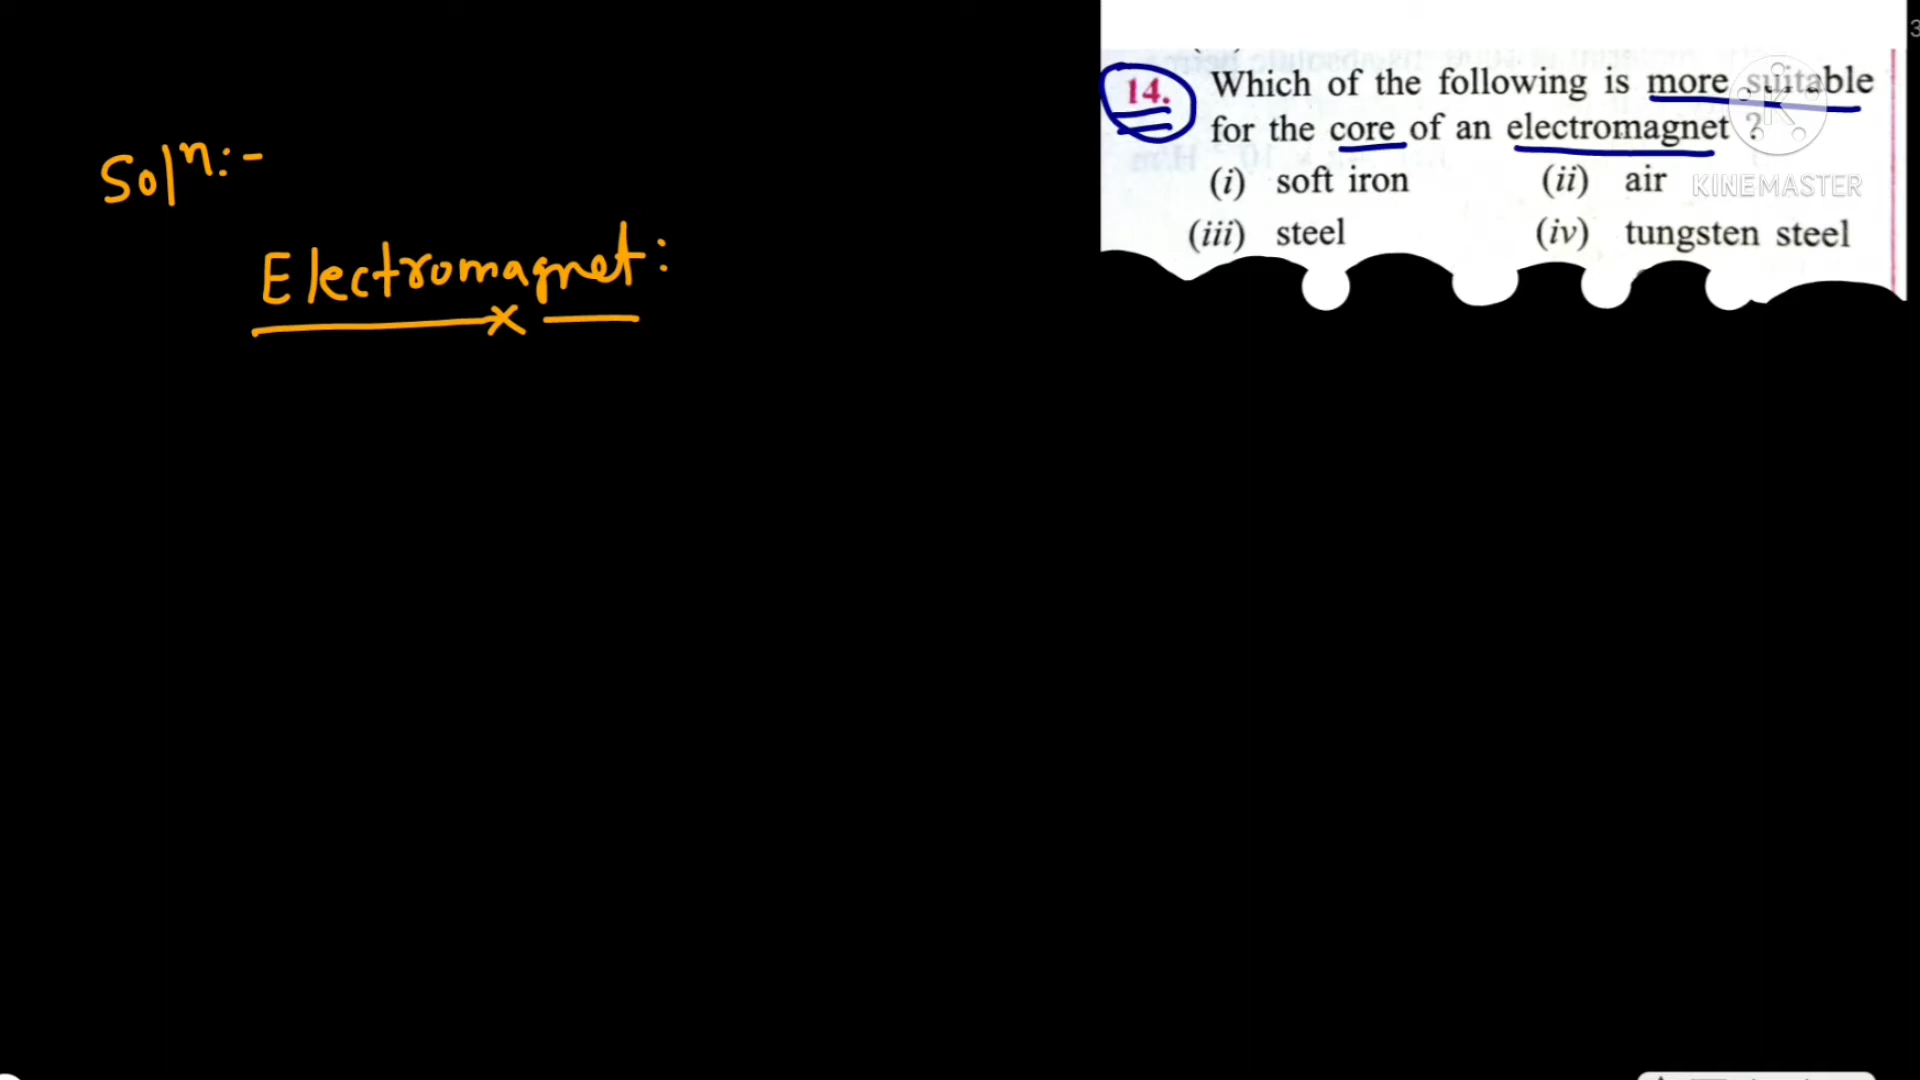 Solⁿ:-
Electromagnet:
14. Which of the following is more suitable
for the core of an electromagnet ?
(i) soft iron (ii) air
(iii) steel (iv) tungsten steel
KINEMASTER